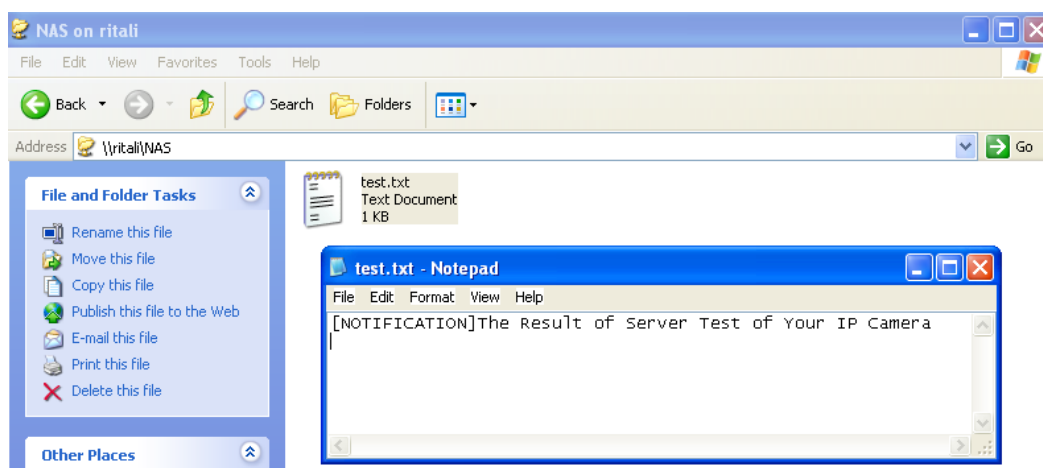 NAS on ritali
File Edit View Favorites Tools Help
Back Search Folders
Address \\ritali\NAS Go
File and Folder Tasks
Rename this file
Move this file
Copy this file
Publish this file to the Web
E-mail this file
Print this file
Delete this file
Other Places
test.txt
Text Document
1 KB
test.txt - Notepad
File Edit Format View Help
[NOTIFICATION]The Result of Server Test of Your IP Camera